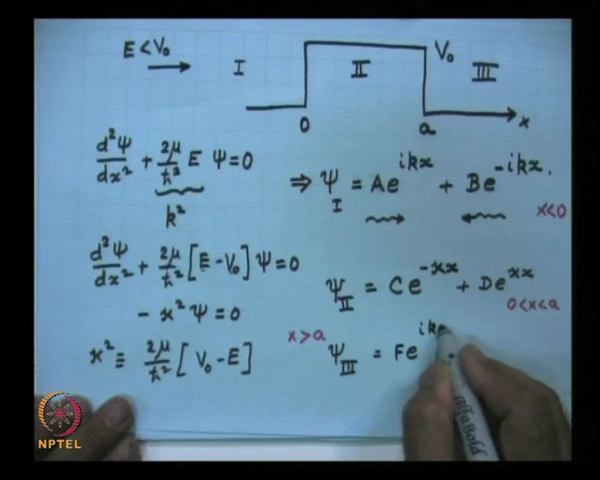 E < V₀
I II V₀ III
0 a x
d²Ψ/dx² + 2μ/ħ² E Ψ = 0
k²
⇒ Ψ_I = Ae^{ikx} + Be^{-ikx}.
x<0
d²Ψ/dx² + 2μ/ħ² [E - V₀] Ψ = 0
- ϰ²Ψ = 0
Ψ_II = Ce^{-ϰx} + De^{ϰx}
0<x<a
ϰ² ≡ 2μ/ħ² [V₀ - E]
x>a
Ψ_III = Fe^{ik
alfaBold
NPTEL